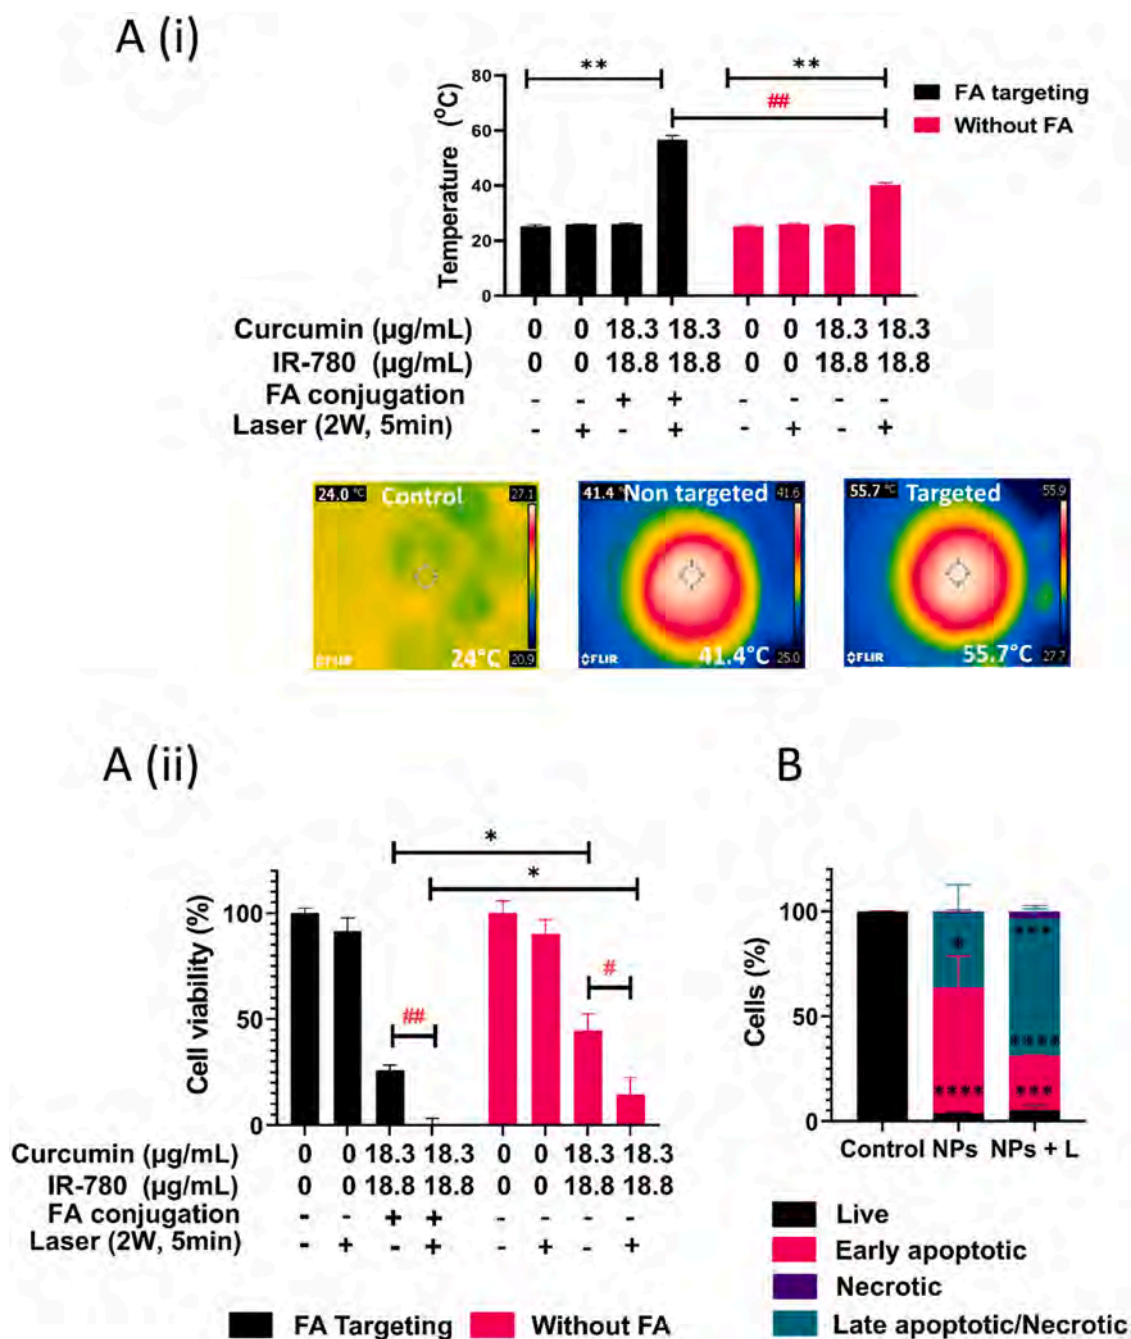 A (i)
** **
##
FA targeting
Without FA
Temperature (°C)
80
60
40
20
0
Curcumin (µg/mL) 0 0 18.3 18.3 0 0 18.3 18.3
IR-780 (µg/mL) 0 0 18.8 18.8 0 0 18.8 18.8
FA conjugation - - + + - - - -
Laser (2W, 5min) - + - + - + - +
24.0 °C Control 27.1
24°C
FLIR 20.9
41.4 °C Non targeted 41.6
41.4°C
FLIR 25.0
55.7 °C Targeted 55.9
55.7°C
FLIR 27.7
A (ii)
*
*
#
##
Cell viability (%)
100
50
0
Curcumin (µg/mL) 0 0 18.3 18.3 0 0 18.3 18.3
IR-780 (µg/mL) 0 0 18.8 18.8 0 0 18.8 18.8
FA conjugation - - + + - - - -
Laser (2W, 5min) - + - + - + - +
FA Targeting Without FA
B
Cells (%)
100
50
0
* ***
****
**** ***
Control NPs NPs + L
Live
Early apoptotic
Necrotic
Late apoptotic/Necrotic